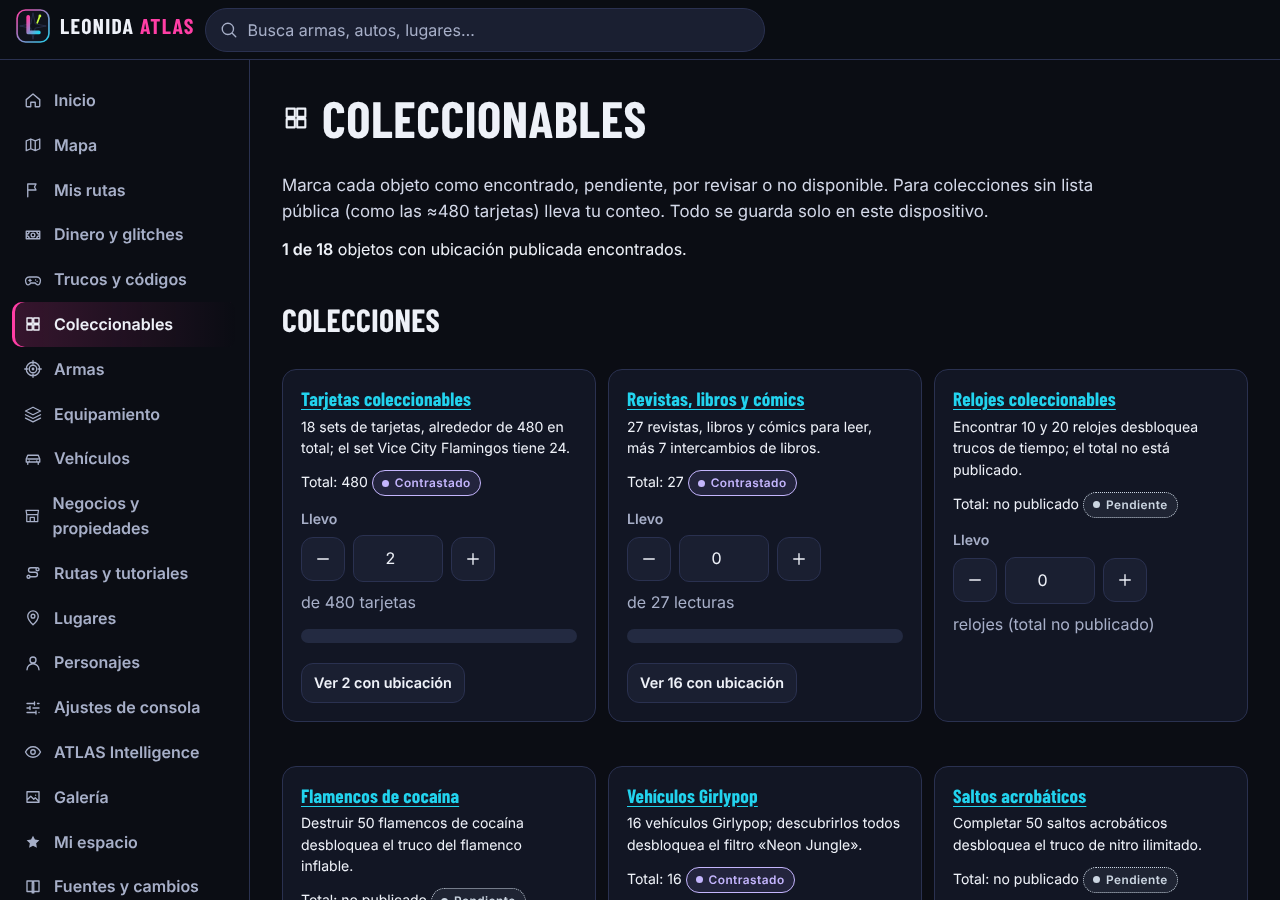 LEONIDA ATLAS
Busca armas, autos, lugares...
Inicio
Mapa
Mis rutas
Dinero y glitches
Trucos y códigos
Coleccionables
Armas
Equipamiento
Vehículos
Negocios y
propiedades
Rutas y tutoriales
Lugares
Personajes
Ajustes de consola
ATLAS Intelligence
Galería
Mi espacio
Fuentes y cambios
COLECCIONABLES
Marca cada objeto como encontrado, pendiente, por revisar o no disponible. Para colecciones sin lista
pública (como las ≈480 tarjetas) lleva tu conteo. Todo se guarda solo en este dispositivo.
1 de 18 objetos con ubicación publicada encontrados.
COLECCIONES
Tarjetas coleccionables
18 sets de tarjetas, alrededor de 480 en
total; el set Vice City Flamingos tiene 24.
Total: 480 Contrastado
Llevo
− 2 +
de 480 tarjetas
Ver 2 con ubicación
Revistas, libros y cómics
27 revistas, libros y cómics para leer,
más 7 intercambios de libros.
Total: 27 Contrastado
Llevo
− 0 +
de 27 lecturas
Ver 16 con ubicación
Relojes coleccionables
Encontrar 10 y 20 relojes desbloquea
trucos de tiempo; el total no está
publicado.
Total: no publicado Pendiente
Llevo
− 0 +
relojes (total no publicado)
Flamencos de cocaína
Destruir 50 flamencos de cocaína
desbloquea el truco del flamenco
inflable.
Total: no publicado Pendiente
Vehículos Girlypop
16 vehículos Girlypop; descubrirlos todos
desbloquea el filtro «Neon Jungle».
Total: 16 Contrastado
Saltos acrobáticos
Completar 50 saltos acrobáticos
desbloquea el truco de nitro ilimitado.
Total: no publicado Pendiente